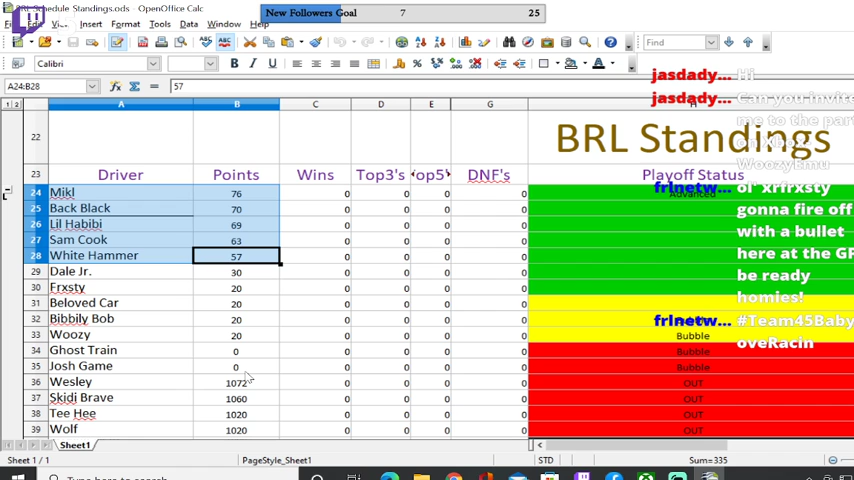 BRL Schedule Standings.ods - OpenOffice Calc
New Followers Goal 7 25
Insert Format Tools Data Window
Find
Calibri
A24:B28 57
jasdady... Hi
jasdady... Can you invite
me to the part
on Xbox
WoozyEmu
frlnetw... ol' xrfrxsty
gonna fire off
with a bullet
here at the GP
be ready
homies!
frlnetw... #Team45Baby
oveRacin
1 2
A B C D E G H
22 BRL Standings
23 Driver Points Wins Top3's op5' DNF's Playoff Status
24 Mikl 76 0 0 0 0 Advanced
25 Back Black 70 0 0 0 0
26 Lil Habibi 69 0 0 0 0
27 Sam Cook 63 0 0 0 0
28 White Hammer 57 0 0 0 0
29 Dale Jr. 30 0 0 0 0
30 Frxsty 20 0 0 0 0
31 Beloved Car 20 0 0 0 0
32 Bibbily Bob 20 0 0 0 0
33 Woozy 20 0 0 0 0 Bubble
34 Ghost Train 0 0 0 0 0 Bubble
35 Josh Game 0 0 0 0 0 Bubble
36 Wesley 1072 0 0 0 0 OUT
37 Skidi Brave 1060 0 0 0 0 OUT
38 Tee Hee 1020 0 0 0 0 OUT
39 Wolf 1020 0 0 0 0 OUT
Sheet1
Sheet 1 / 1 PageStyle_Sheet1 STD Sum=335
Type here to search